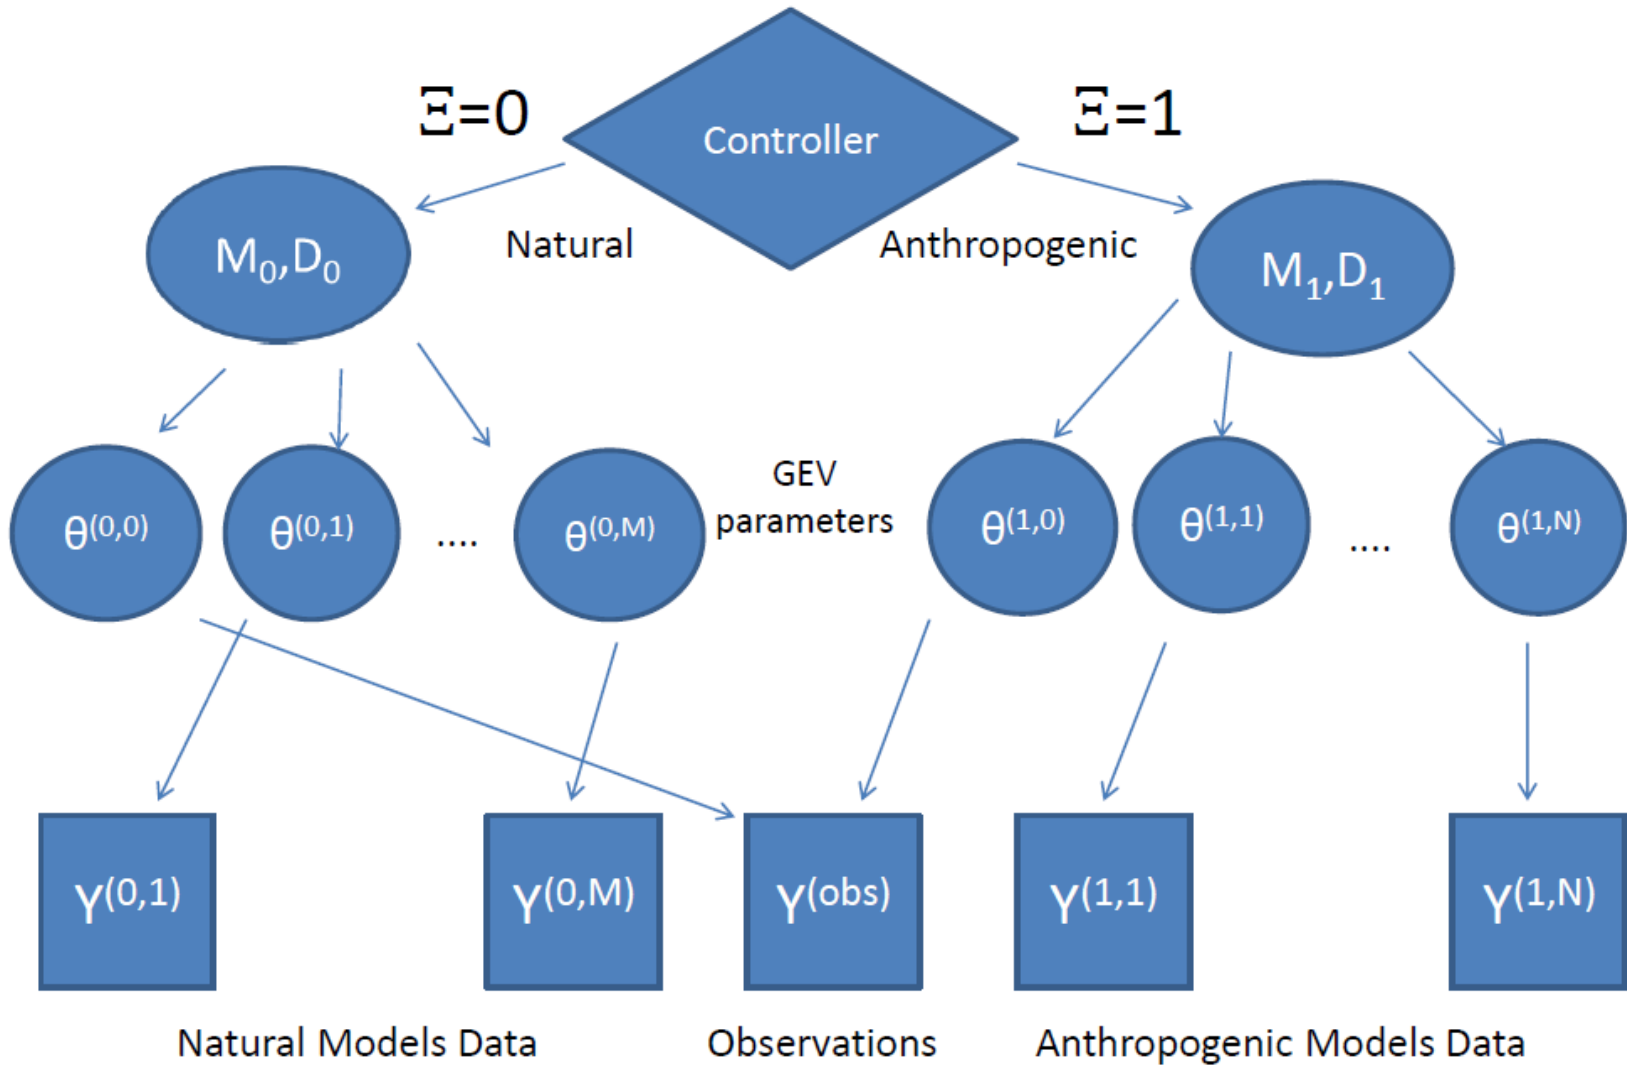 Ξ=0
Controller
Ξ=1
Natural
Anthropogenic
M₀,D₀
M₁,D₁
GEV
parameters
θ⁽⁰,⁰⁾
θ⁽⁰,¹⁾
....
θ⁽⁰,ᴹ⁾
θ⁽¹,⁰⁾
θ⁽¹,¹⁾
....
θ⁽¹,ᴺ⁾
Y⁽⁰,¹⁾
Y⁽⁰,ᴹ⁾
Y⁽ᵒᵇˢ⁾
Y⁽¹,¹⁾
Y⁽¹,ᴺ⁾
Natural Models Data
Observations
Anthropogenic Models Data